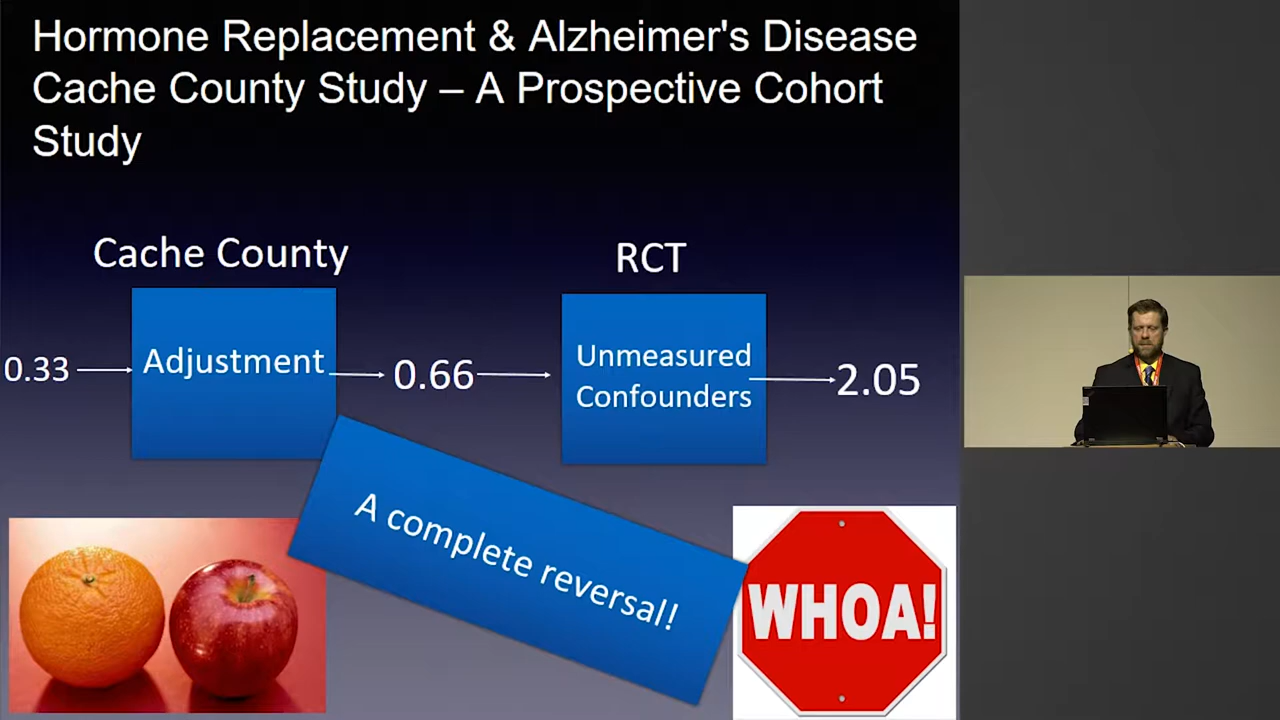 Hormone Replacement & Alzheimer's Disease
Cache County Study – A Prospective Cohort
Study
Cache County
RCT
0.33
Adjustment
0.66
Unmeasured
Confounders
2.05
A complete reversal!
WHOA!